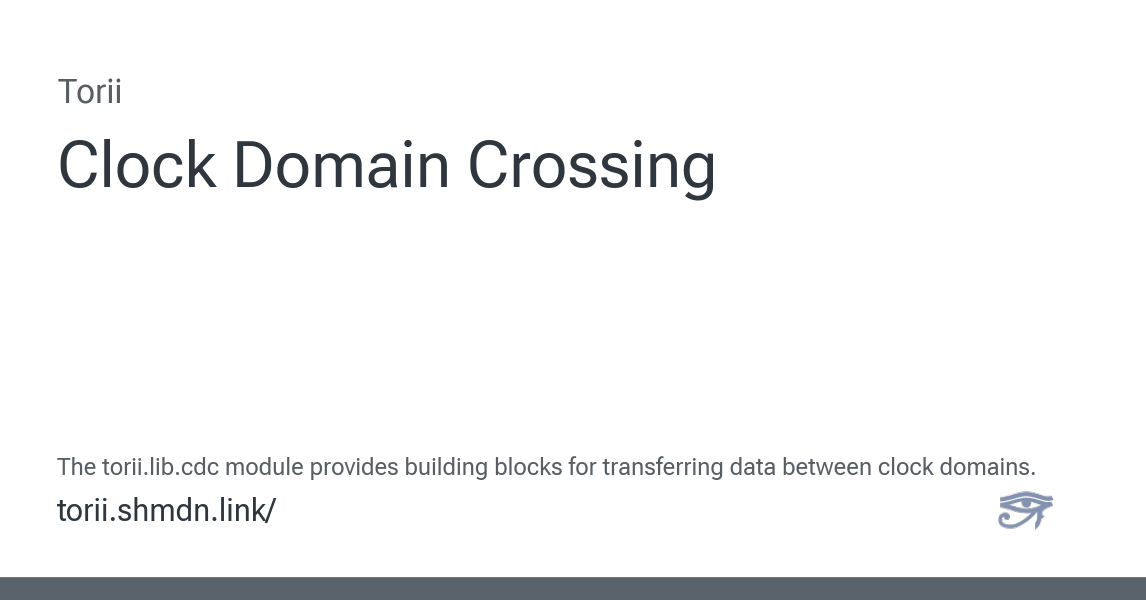 Torii
Clock Domain Crossing
The torii.lib.cdc module provides building blocks for transferring data between clock domains.
torii.shmdn.link/